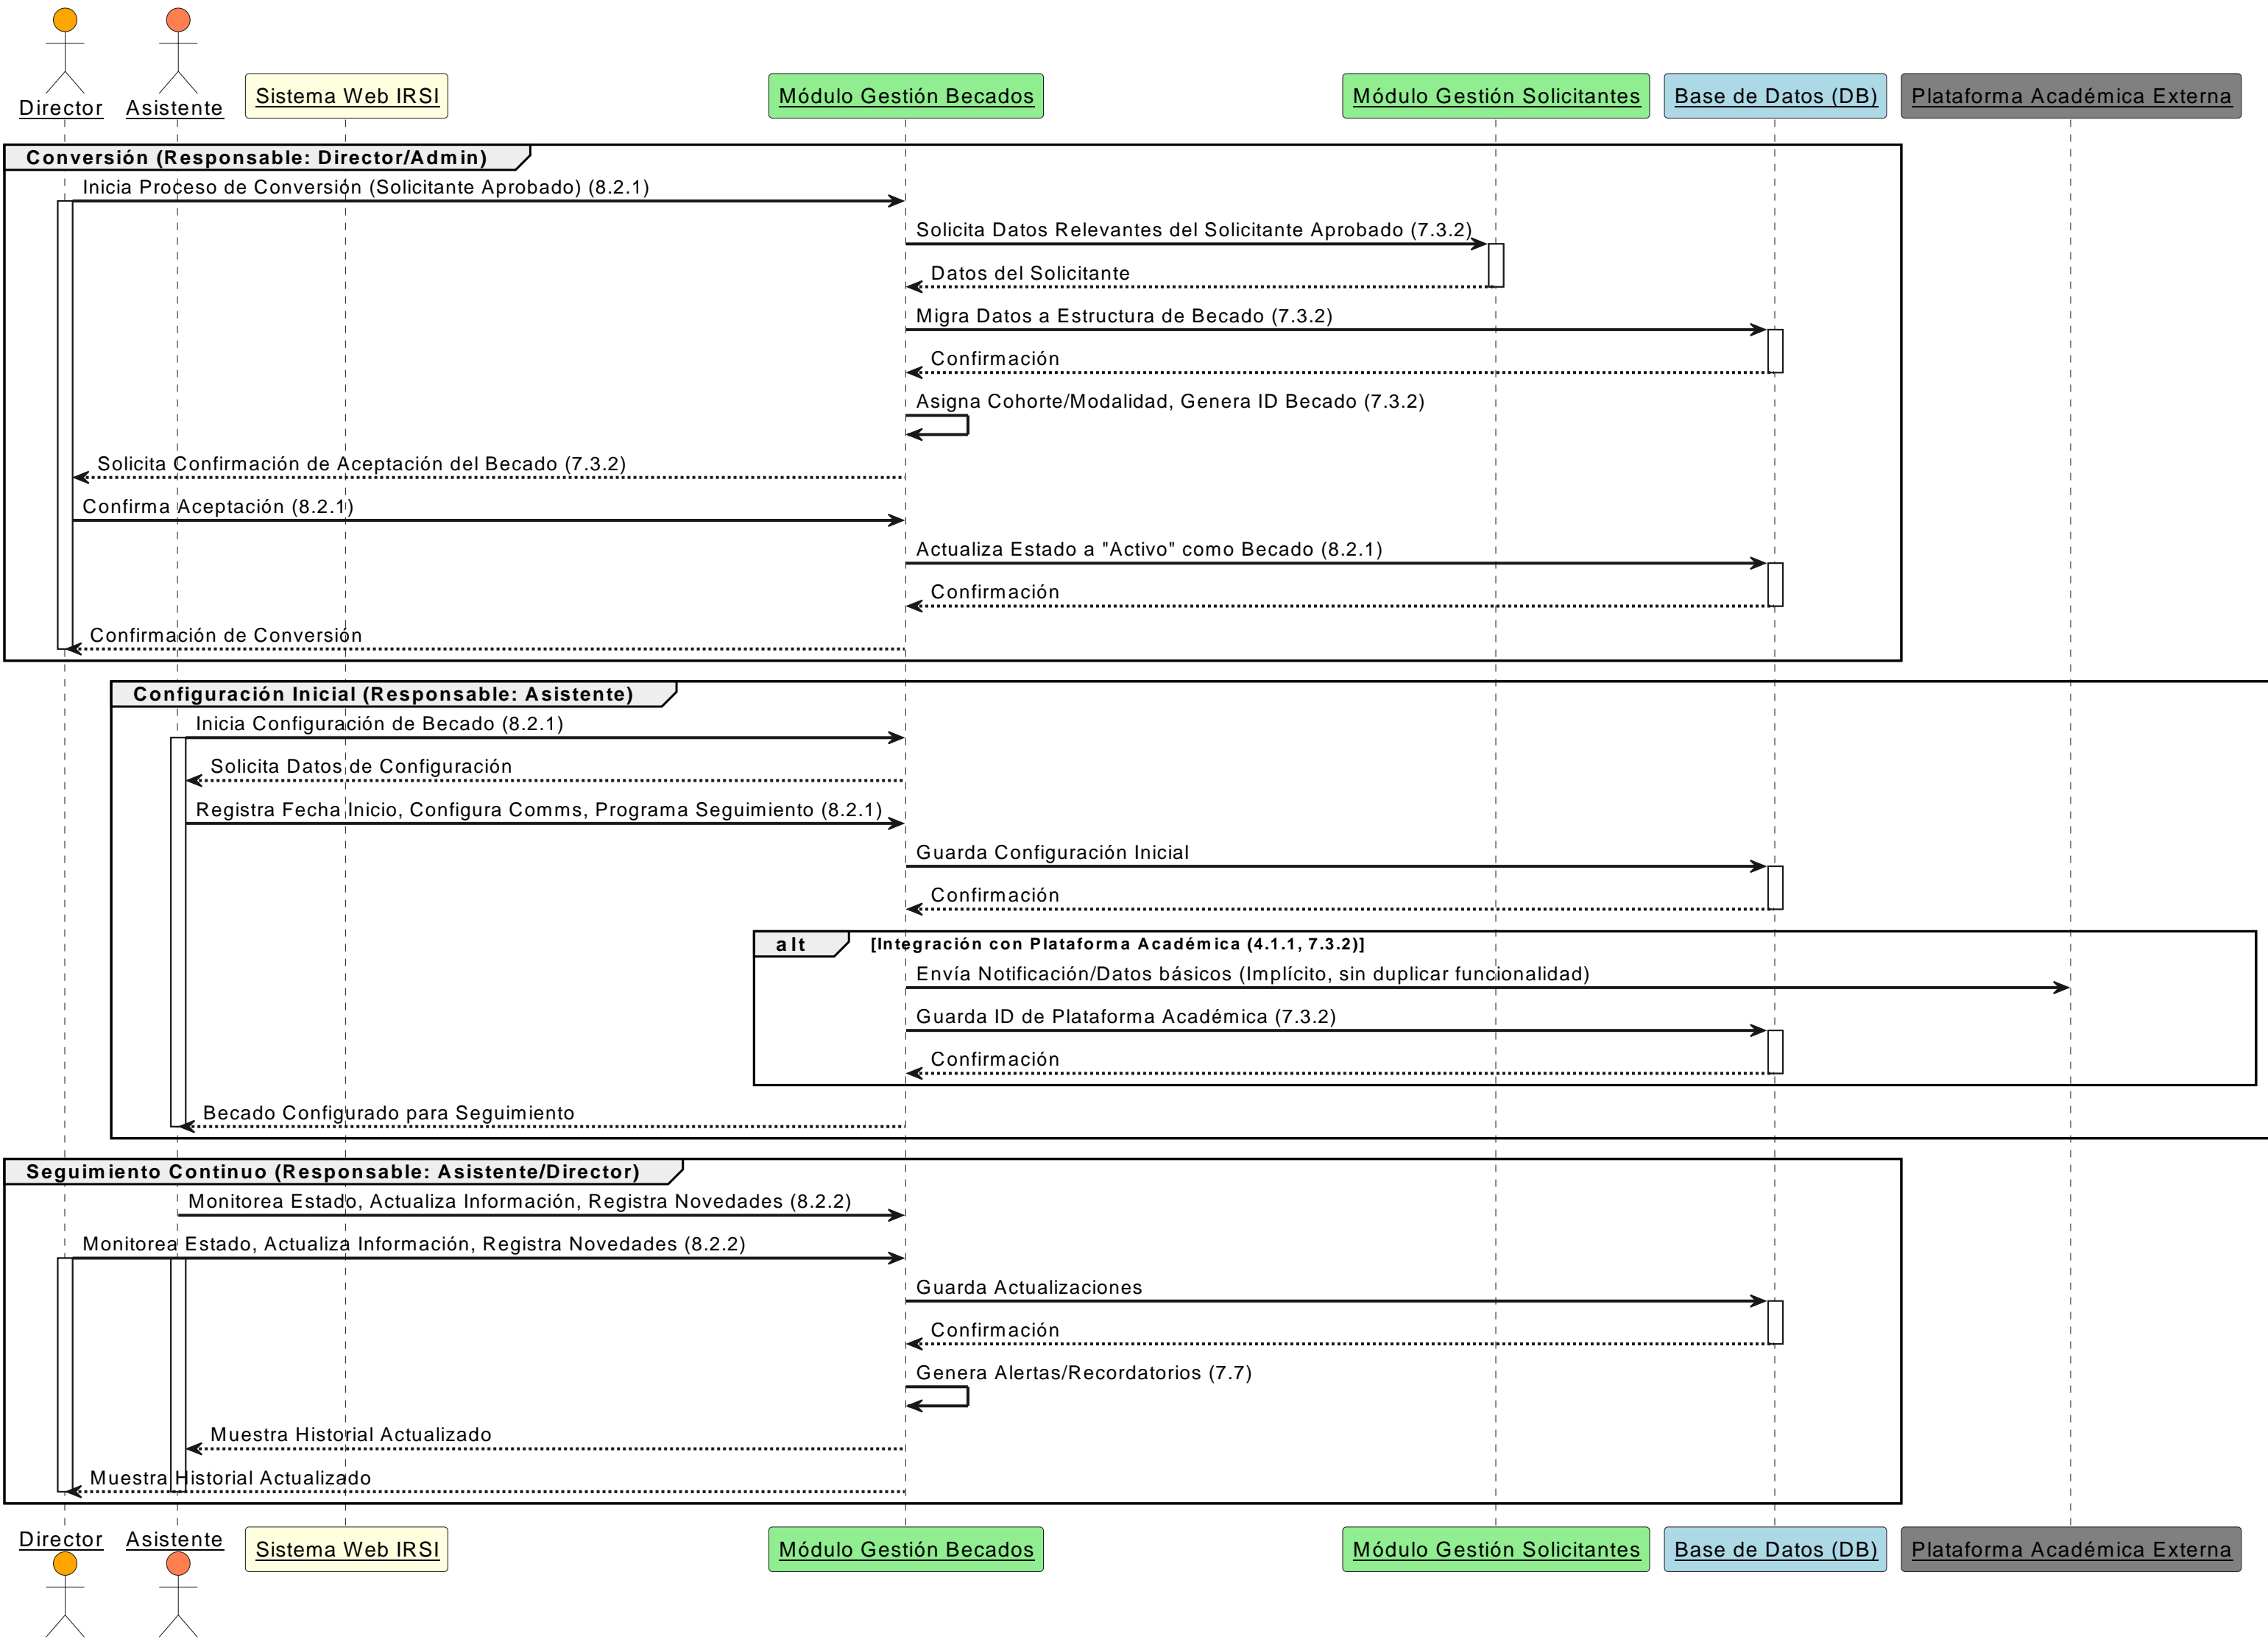 Director
Asistente
Sistema Web IRSI
Módulo Gestión Becados
Módulo Gestión Solicitantes
Base de Datos (DB)
Plataforma Académica Externa
Conversión (Responsable: Director/Admin)
Inicia Proceso de Conversión (Solicitante Aprobado) (8.2.1)
Solicita Datos Relevantes del Solicitante Aprobado (7.3.2)
Datos del Solicitante
Migra Datos a Estructura de Becado (7.3.2)
Confirmación
Asigna Cohorte/Modalidad, Genera ID Becado (7.3.2)
Solicita Confirmación de Aceptación del Becado (7.3.2)
Confirma Aceptación (8.2.1)
Actualiza Estado a "Activo" como Becado (8.2.1)
Confirmación
Confirmación de Conversión
Configuración Inicial (Responsable: Asistente)
Inicia Configuración de Becado (8.2.1)
Solicita Datos de Configuración
Registra Fecha Inicio, Configura Comms, Programa Seguimiento (8.2.1)
Guarda Configuración Inicial
Confirmación
alt [Integración con Plataforma Académica (4.1.1, 7.3.2)]
Envía Notificación/Datos básicos (Implícito, sin duplicar funcionalidad)
Guarda ID de Plataforma Académica (7.3.2)
Confirmación
Becado Configurado para Seguimiento
Seguimiento Continuo (Responsable: Asistente/Director)
Monitorea Estado, Actualiza Información, Registra Novedades (8.2.2)
Monitorea Estado, Actualiza Información, Registra Novedades (8.2.2)
Guarda Actualizaciones
Confirmación
Genera Alertas/Recordatorios (7.7)
Muestra Historial Actualizado
Muestra Historial Actualizado
Director
Asistente
Sistema Web IRSI
Módulo Gestión Becados
Módulo Gestión Solicitantes
Base de Datos (DB)
Plataforma Académica Externa